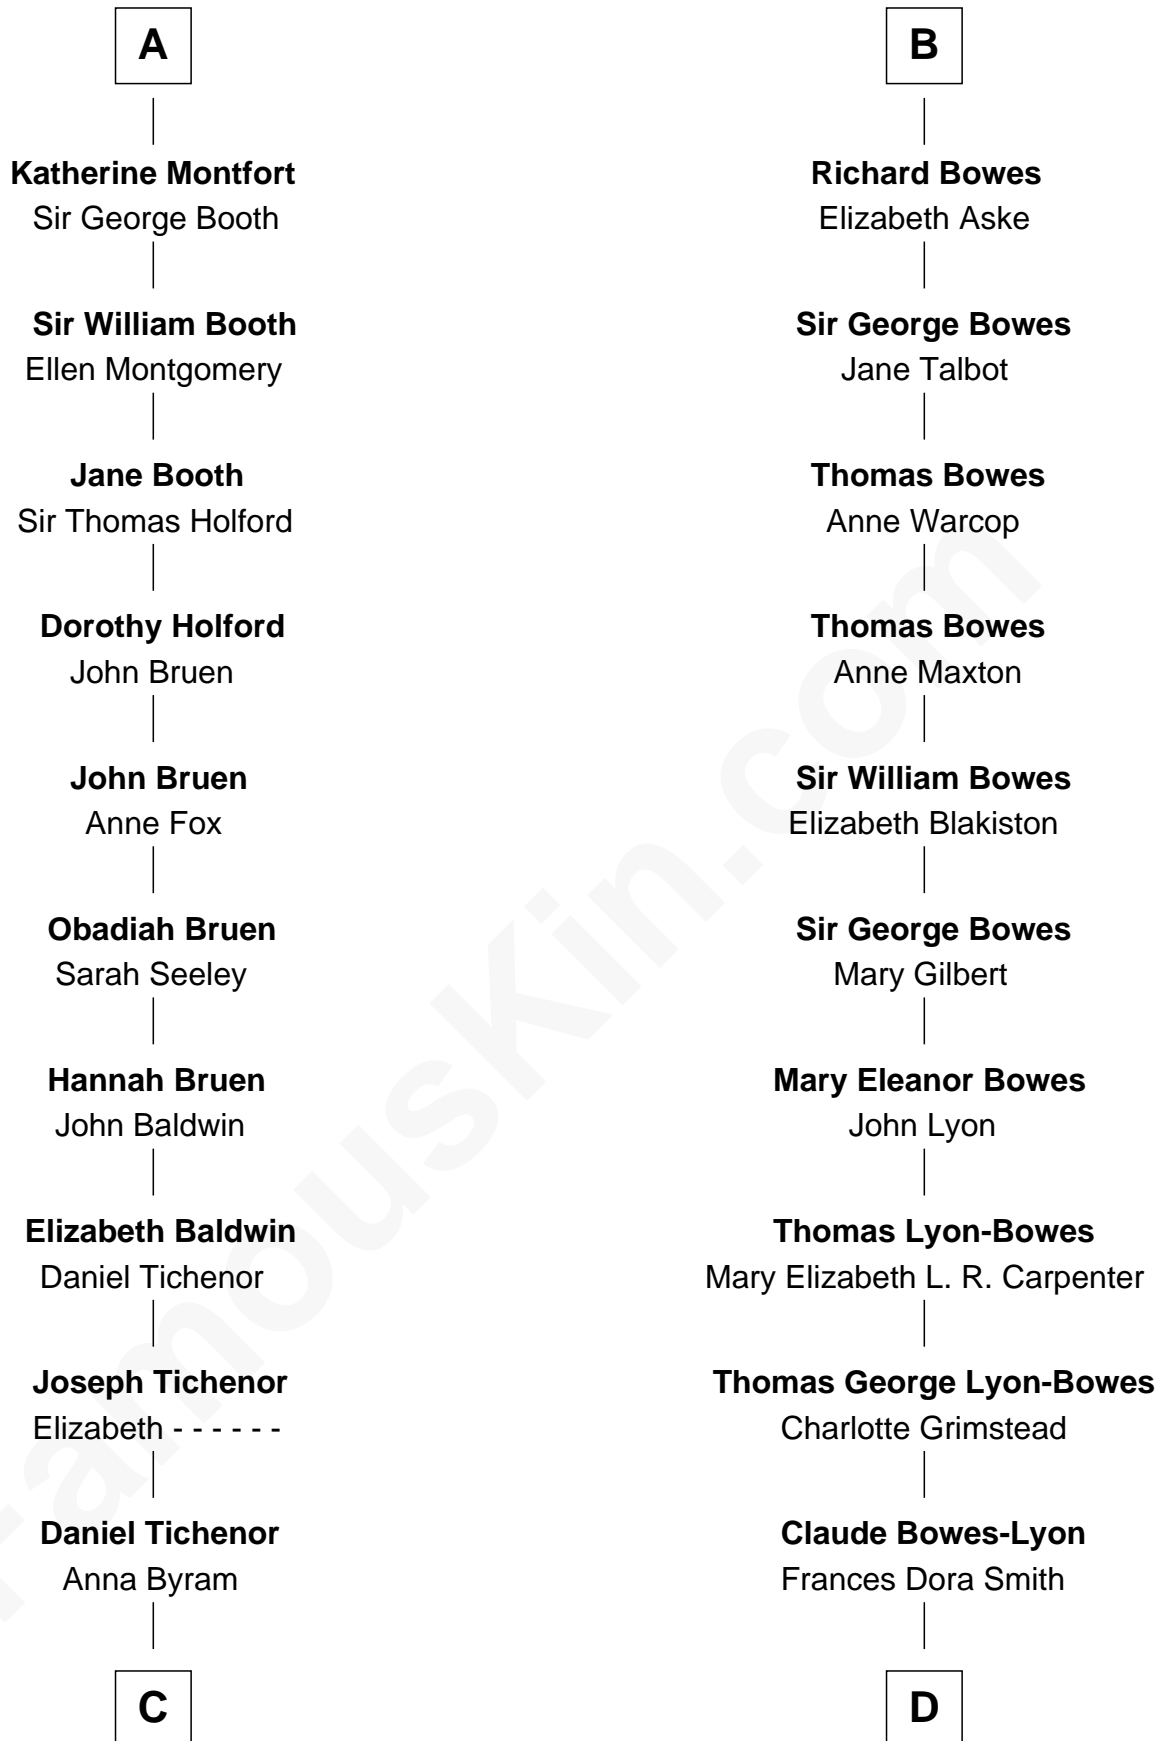 A
Katherine Montfort
Sir George Booth
Sir William Booth
Ellen Montgomery
Jane Booth
Sir Thomas Holford
Dorothy Holford
John Bruen
John Bruen
Anne Fox
Obadiah Bruen
Sarah Seeley
Hannah Bruen
John Baldwin
Elizabeth Baldwin
Daniel Tichenor
Joseph Tichenor
Elizabeth - - - - - -
Daniel Tichenor
Anna Byram
C
B
Richard Bowes
Elizabeth Aske
Sir George Bowes
Jane Talbot
Thomas Bowes
Anne Warcop
Thomas Bowes
Anne Maxton
Sir William Bowes
Elizabeth Blakiston
Sir George Bowes
Mary Gilbert
Mary Eleanor Bowes
John Lyon
Thomas Lyon-Bowes
Mary Elizabeth L. R. Carpenter
Thomas George Lyon-Bowes
Charlotte Grimstead
Claude Bowes-Lyon
Frances Dora Smith
D
FamousKin.com